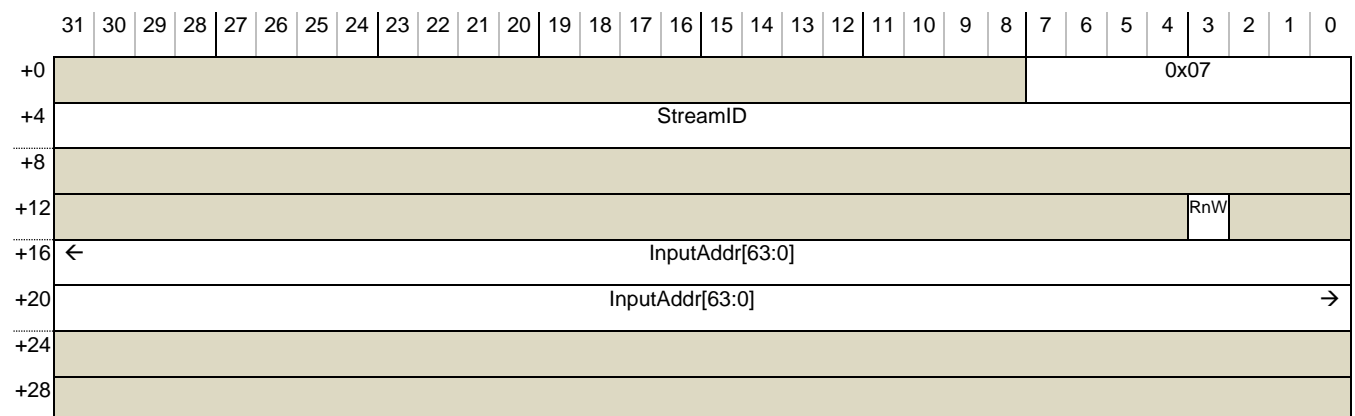 31 30 29 28 27 26 25 24 23 22 21 20 19 18 17 16 15 14 13 12 11 10 9 8 7 6 5 4 3 2 1 0
+0 0x07
+4 StreamID
+8
+12 RnW
+16 ← InputAddr[63:0]
+20 InputAddr[63:0] →
+24
+28